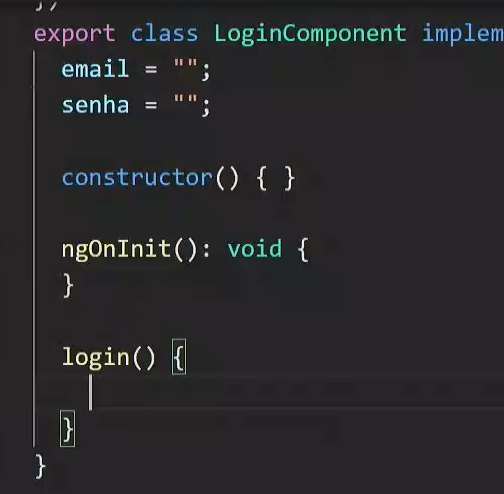 export class LoginComponent implem
email = "";
senha = "";
constructor() { }
ngOnInit(): void {
}
login() {
}
}